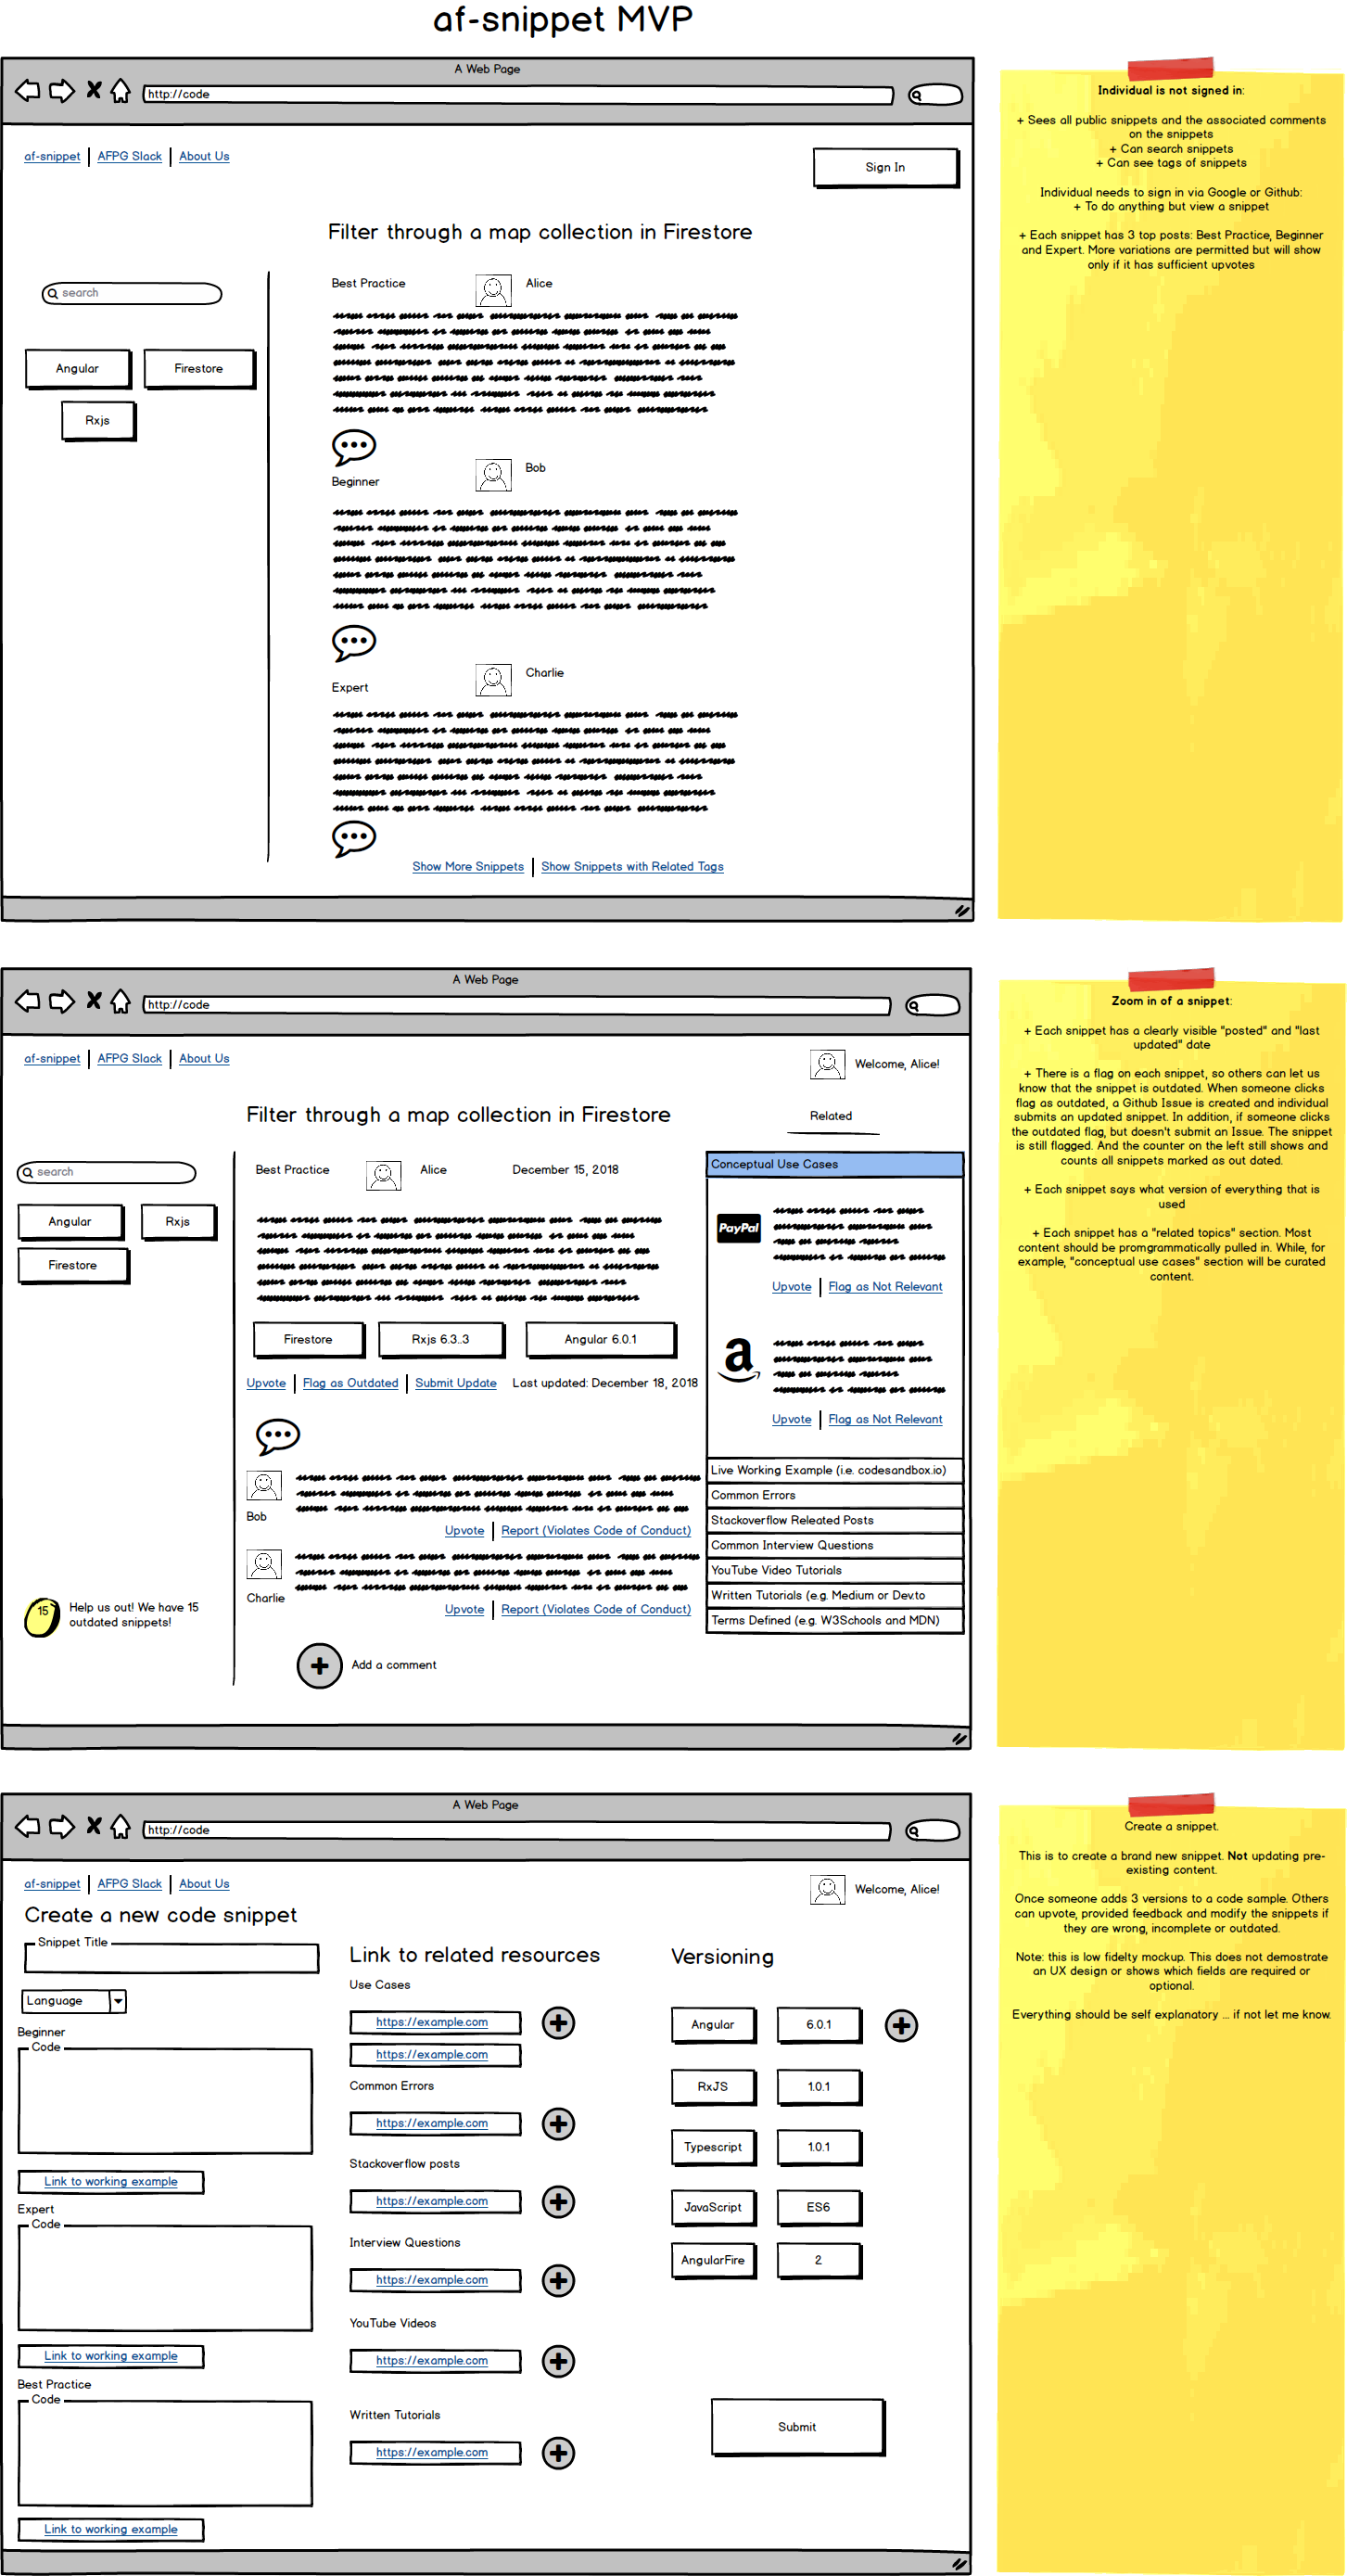 af-snippet MVP
A Web Page
http://code
af-snippet | AFPG Slack | About Us
Sign In
Filter through a map collection in Firestore
search
Angular
Firestore
Rxjs
Best Practice
Alice
Beginner
Bob
Expert
Charlie
Show More Snippets | Show Snippets with Related Tags
Individual is not signed in:
+ Sees all public snippets and the associated comments
on the snippets
+ Can search snippets
+ Can see tags of snippets
Individual needs to sign in via Google or Github:
+ To do anything but view a snippet
+ Each snippet has 3 top posts: Best Practice, Beginner
and Expert. More variations are permitted but will show
only if it has sufficient upvotes
A Web Page
http://code
af-snippet | AFPG Slack | About Us
Welcome, Alice!
Filter through a map collection in Firestore
Related
search
Angular
Rxjs
Firestore
Best Practice
Alice
December 15, 2018
Firestore
Rxjs 6.3..3
Angular 6.0.1
Upvote | Flag as Outdated | Submit Update
Last updated: December 18, 2018
Bob
Upvote | Report (Violates Code of Conduct)
Charlie
Upvote | Report (Violates Code of Conduct)
Add a comment
15
Help us out! We have 15
outdated snippets!
Conceptual Use Cases
PayPal
Upvote | Flag as Not Relevant
a
Upvote | Flag as Not Relevant
Live Working Example (i.e. codesandbox.io)
Common Errors
Stackoverflow Releated Posts
Common Interview Questions
YouTube Video Tutorials
Written Tutorials (e.g. Medium or Dev.to
Terms Defined (e.g. W3Schools and MDN)
Zoom in of a snippet:
+ Each snippet has a clearly visible "posted" and "last
updated" date
+ There is a flag on each snippet, so others can let us
know that the snippet is outdated. When someone clicks
flag as outdated, a Github Issue is created and individual
submits an updated snippet. In addition, if someone clicks
the outdated flag, but doesn't submit an Issue. The snippet
is still flagged. And the counter on the left still shows and
counts all snippets marked as out dated.
+ Each snippet says what version of everything that is
used
+ Each snippet has a "related topics" section. Most
content should be promgrammatically pulled in. While, for
example, "conceptual use cases" section will be curated
content.
A Web Page
http://code
af-snippet | AFPG Slack | About Us
Welcome, Alice!
Create a new code snippet
Snippet Title
Language
Beginner
Code
Link to working example
Expert
Code
Link to working example
Best Practice
Code
Link to working example
Link to related resources
Use Cases
https://example.com
https://example.com
Common Errors
https://example.com
Stackoverflow posts
https://example.com
Interview Questions
https://example.com
YouTube Videos
https://example.com
Written Tutorials
https://example.com
Versioning
Angular
6.0.1
RxJS
1.0.1
Typescript
1.0.1
JavaScript
ES6
AngularFire
2
Submit
Create a snippet.
This is to create a brand new snippet. Not updating pre-
existing content.
Once someone adds 3 versions to a code sample. Others
can upvote, provided feedback and modify the snippets if
they are wrong, incomplete or outdated.
Note: this is low fidelty mockup. This does not demostrate
an UX design or shows which fields are required or
optional.
Everything should be self explanatory ... if not let me know.